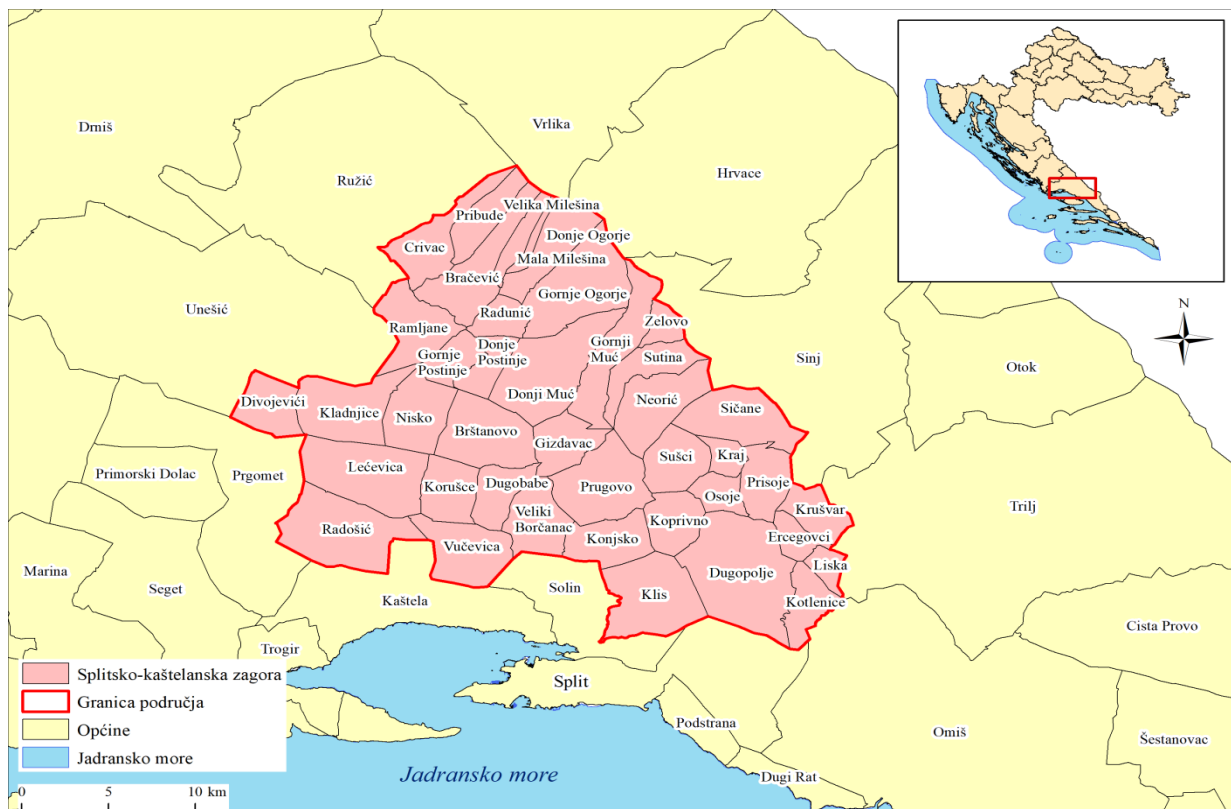 Drniš
Vrlika
Ružić
Hrvace
Velika Milešina
Pribude
Donje Ogorje
Crivac
Mala Milešina
Bračević
Gornje Ogorje
Unešić
Radunić
Zelovo
Ramljane
Gornji
Muć
Donje
Postinje
Gornje
Postinje
Sutina
Sinj
Otok
N
Divojevići
Kladnjice
Nisko
Donji Muć
Neorić
Sičane
Brštanovo
Gizdavac
Sušci
Kraj
Primorski Dolac
Prgomet
Lećevica
Korušce
Dugobabe
Prugovo
Osoje
Prisoje
Trilj
Krušvar
Radošić
Veliki
Borčanac
Koprivno
Vučevica
Konjsko
Ercegovci
Liska
Marina
Seget
Solin
Klis
Dugopolje
Kotlenice
Kaštela
Cista Provo
Trogir
Split
Podstrana
Omiš
Šestanovac
Dugi Rat
Jadransko more
Splitsko-kaštelanska zagora
Granica područja
Općine
Jadransko more
0 5 10 km